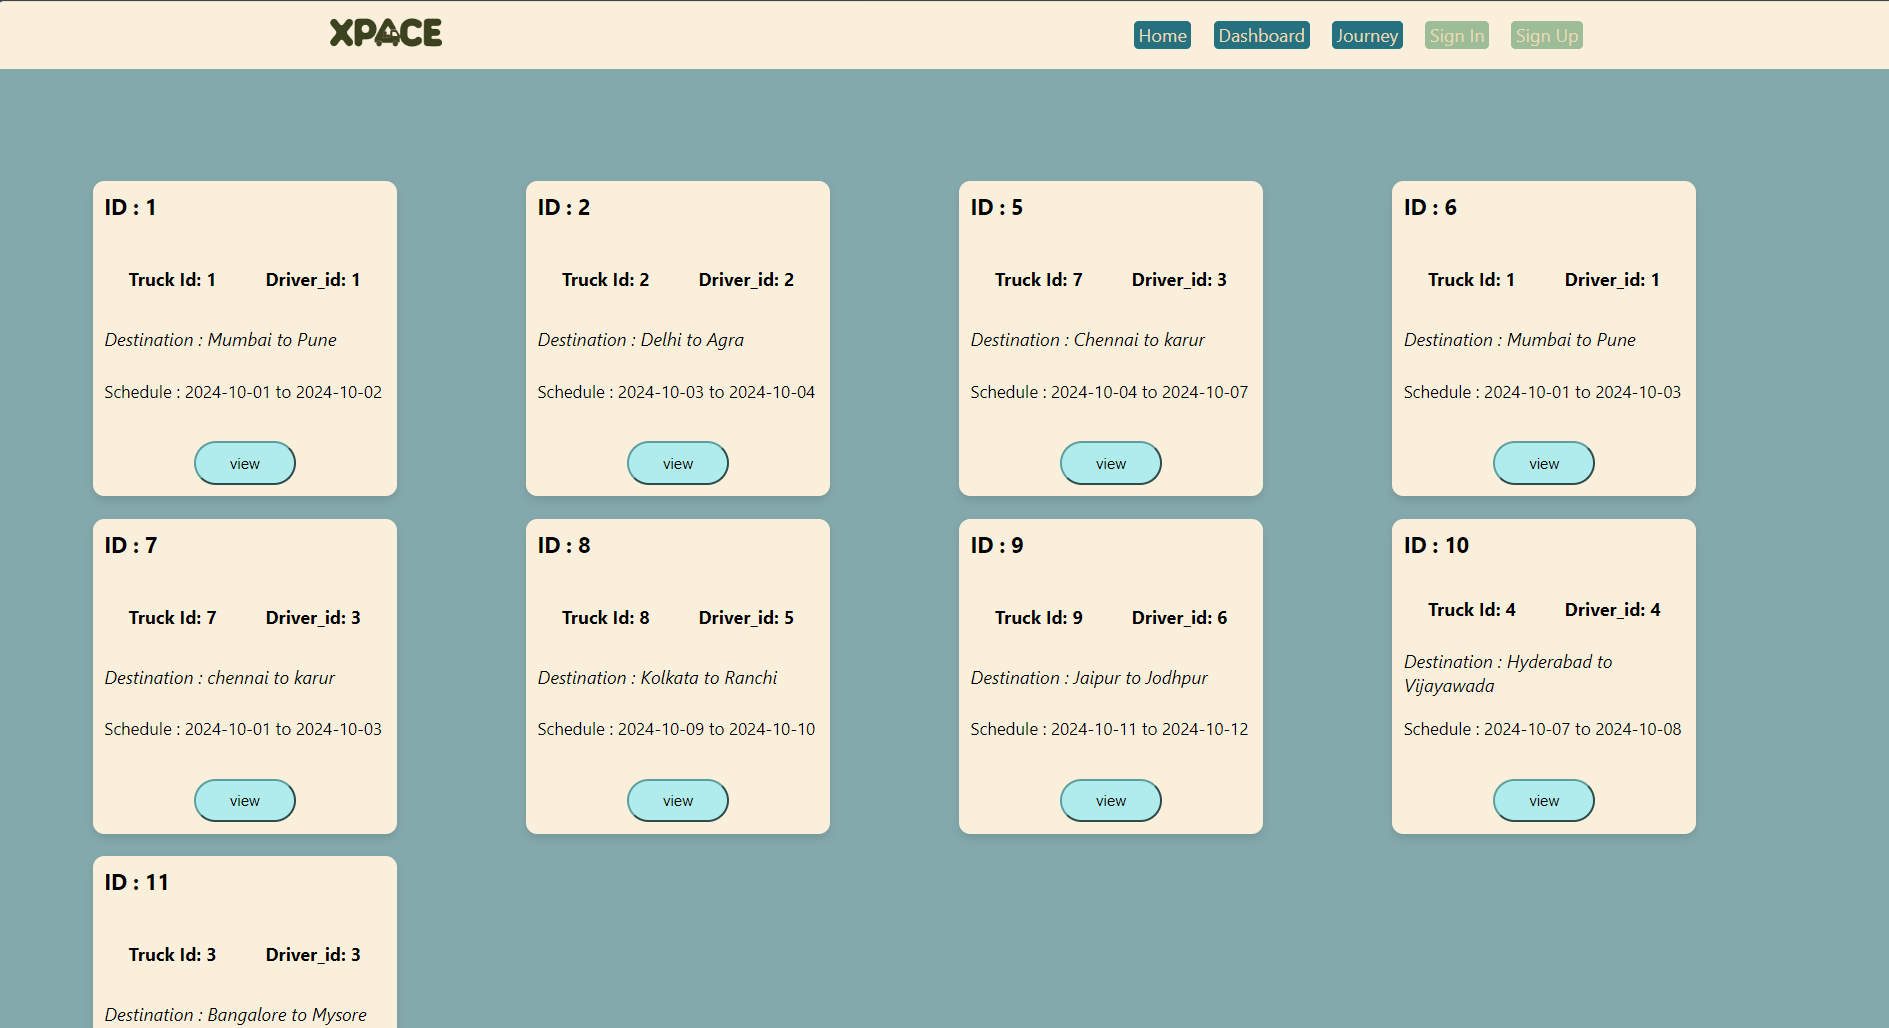 XPACE
Home Dashboard Journey Sign In Sign Up
ID : 1
Truck Id: 1 Driver_id: 1
Destination : Mumbai to Pune
Schedule : 2024-10-01 to 2024-10-02
view
ID : 2
Truck Id: 2 Driver_id: 2
Destination : Delhi to Agra
Schedule : 2024-10-03 to 2024-10-04
view
ID : 5
Truck Id: 7 Driver_id: 3
Destination : Chennai to karur
Schedule : 2024-10-04 to 2024-10-07
view
ID : 6
Truck Id: 1 Driver_id: 1
Destination : Mumbai to Pune
Schedule : 2024-10-01 to 2024-10-03
view
ID : 7
Truck Id: 7 Driver_id: 3
Destination : chennai to karur
Schedule : 2024-10-01 to 2024-10-03
view
ID : 8
Truck Id: 8 Driver_id: 5
Destination : Kolkata to Ranchi
Schedule : 2024-10-09 to 2024-10-10
view
ID : 9
Truck Id: 9 Driver_id: 6
Destination : Jaipur to Jodhpur
Schedule : 2024-10-11 to 2024-10-12
view
ID : 10
Truck Id: 4 Driver_id: 4
Destination : Hyderabad to
Vijayawada
Schedule : 2024-10-07 to 2024-10-08
view
ID : 11
Truck Id: 3 Driver_id: 3
Destination : Bangalore to Mysore